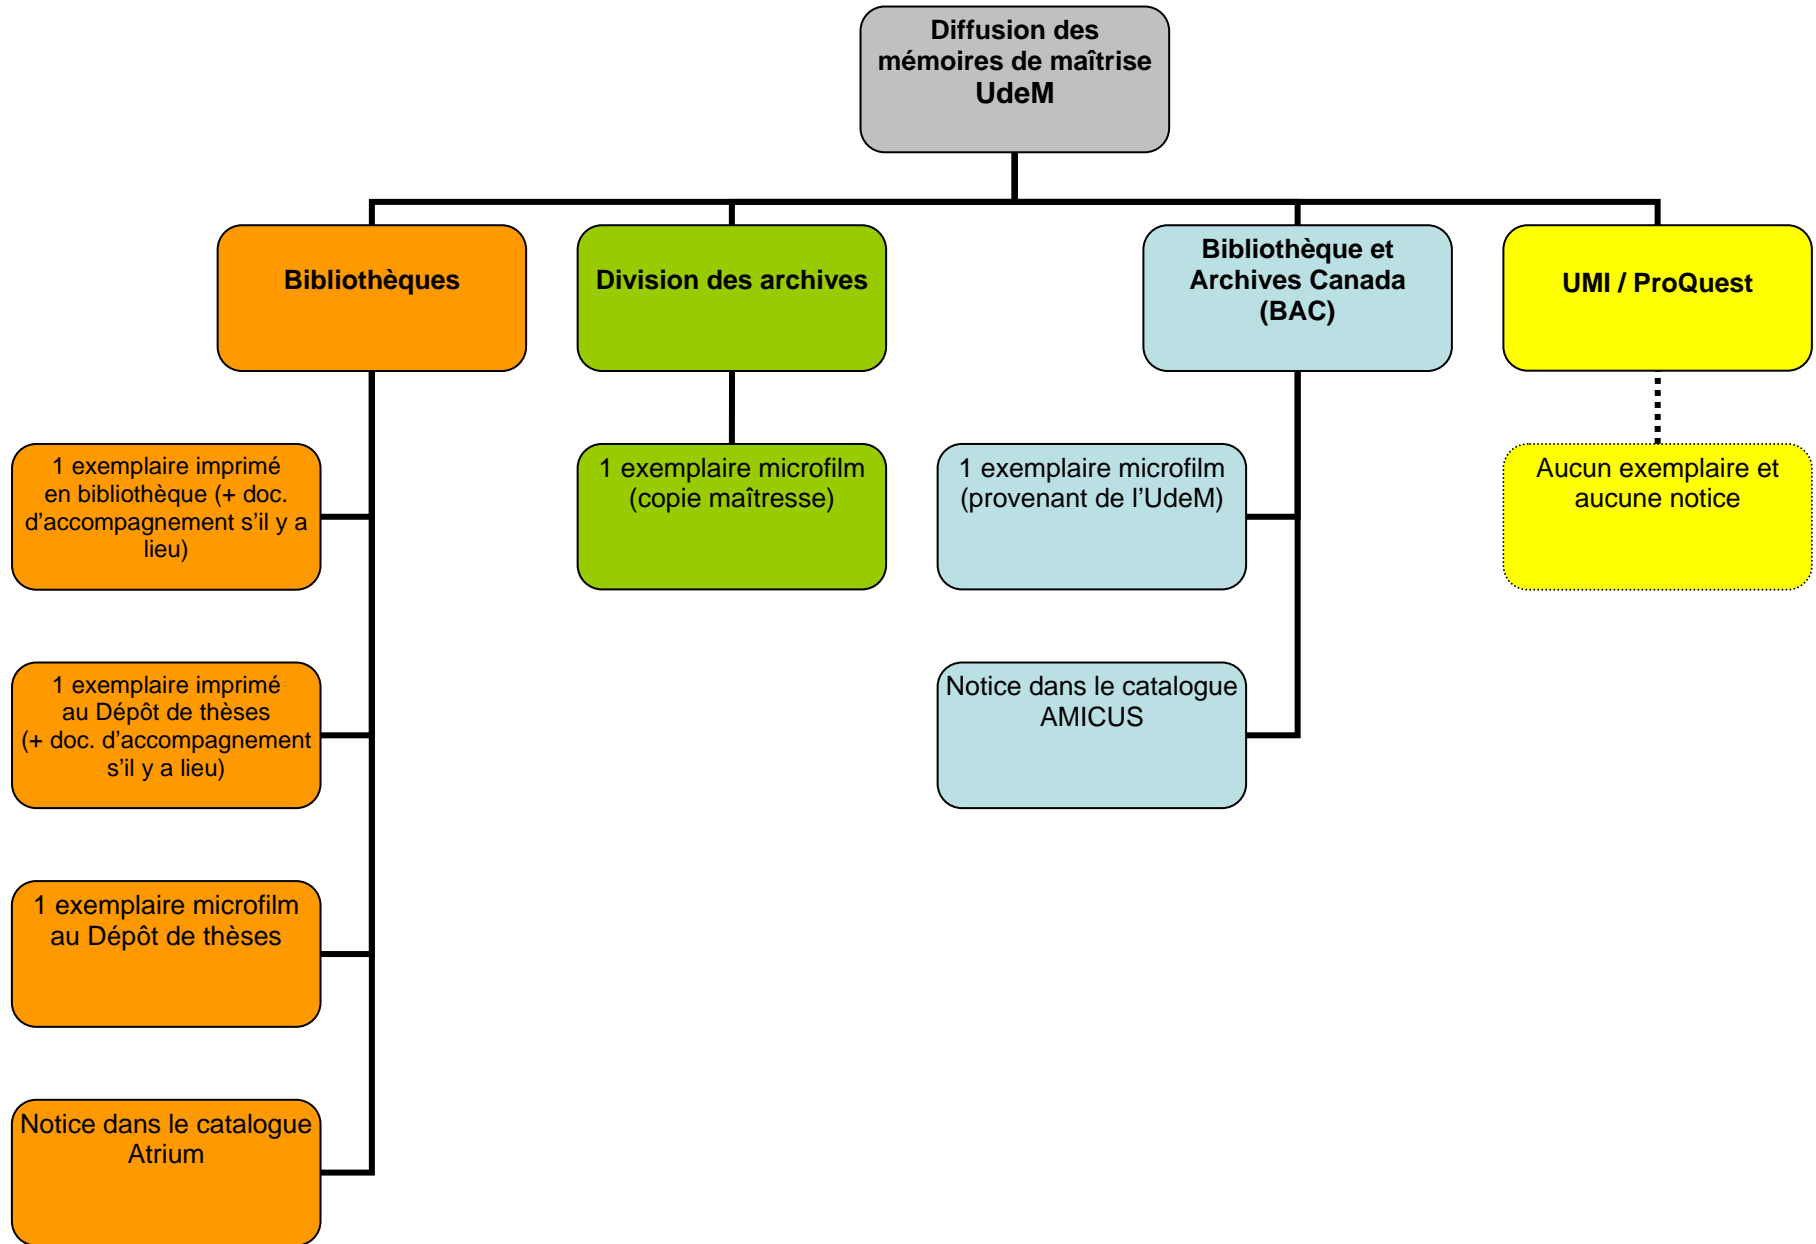 Diffusion des
mémoires de maîtrise
UdeM
Bibliothèques
Division des archives
Bibliothèque et
Archives Canada
(BAC)
UMI / ProQuest
1 exemplaire imprimé
en bibliothèque (+ doc.
d’accompagnement s’il y a
lieu)
1 exemplaire imprimé
au Dépôt de thèses
(+ doc. d’accompagnement
s'il y a lieu)
1 exemplaire microfilm
au Dépôt de thèses
Notice dans le catalogue
Atrium
1 exemplaire microfilm
(copie maîtresse)
1 exemplaire microfilm
(provenant de l’UdeM)
Notice dans le catalogue
AMICUS
Aucun exemplaire et
aucune notice